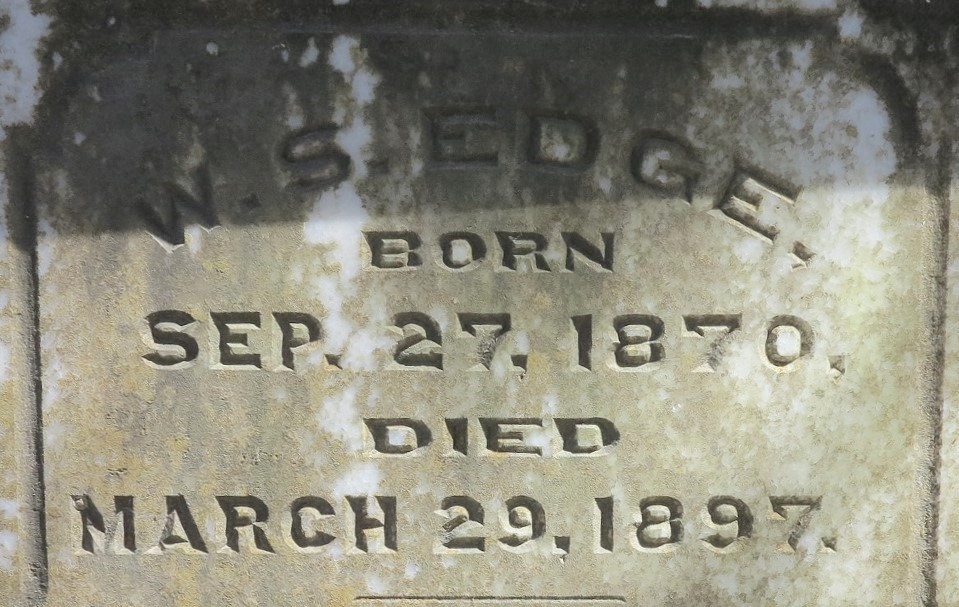 W. S. EDGE,
BORN
SEP. 27, 1870,
DIED
MARCH 29, 1897.